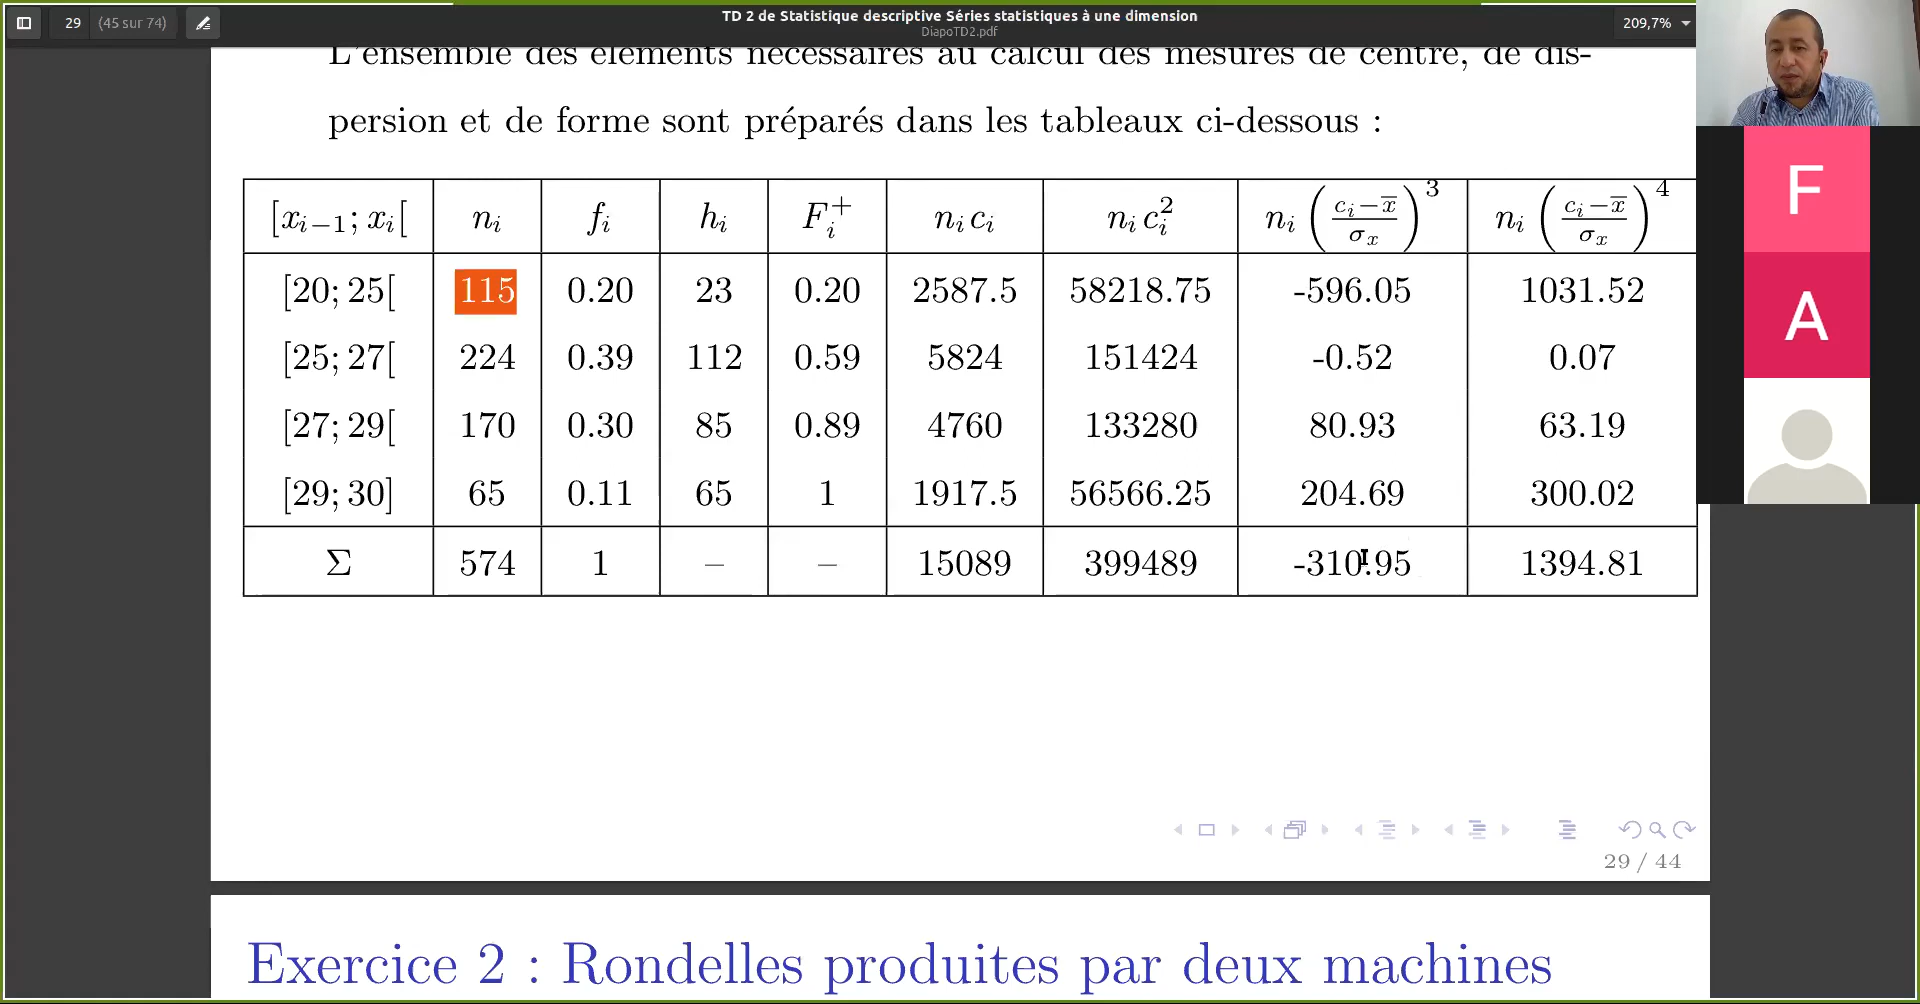 29 (45 sur 74)
TD 2 de Statistique descriptive Séries statistiques à une dimension
DiapoTD2.pdf
209,7%
L'ensemble des éléments nécessaires au calcul des mesures de centre, de dis-
persion et de forme sont préparés dans les tableaux ci-dessous :
[x_{i−1}; x_i[ n_i f_i h_i F_i^+ n_i c_i n_i c_i^2 n_i ((c_i−x̄)/σ_x)^3 n_i ((c_i−x̄)/σ_x)^4
[20; 25[ 115 0.20 23 0.20 2587.5 58218.75 -596.05 1031.52
[25; 27[ 224 0.39 112 0.59 5824 151424 -0.52 0.07
[27; 29[ 170 0.30 85 0.89 4760 133280 80.93 63.19
[29; 30] 65 0.11 65 1 1917.5 56566.25 204.69 300.02
Σ 574 1 – – 15089 399489 -310.95 1394.81
29 / 44
Exercice 2 : Rondelles produites par deux machines
F
A